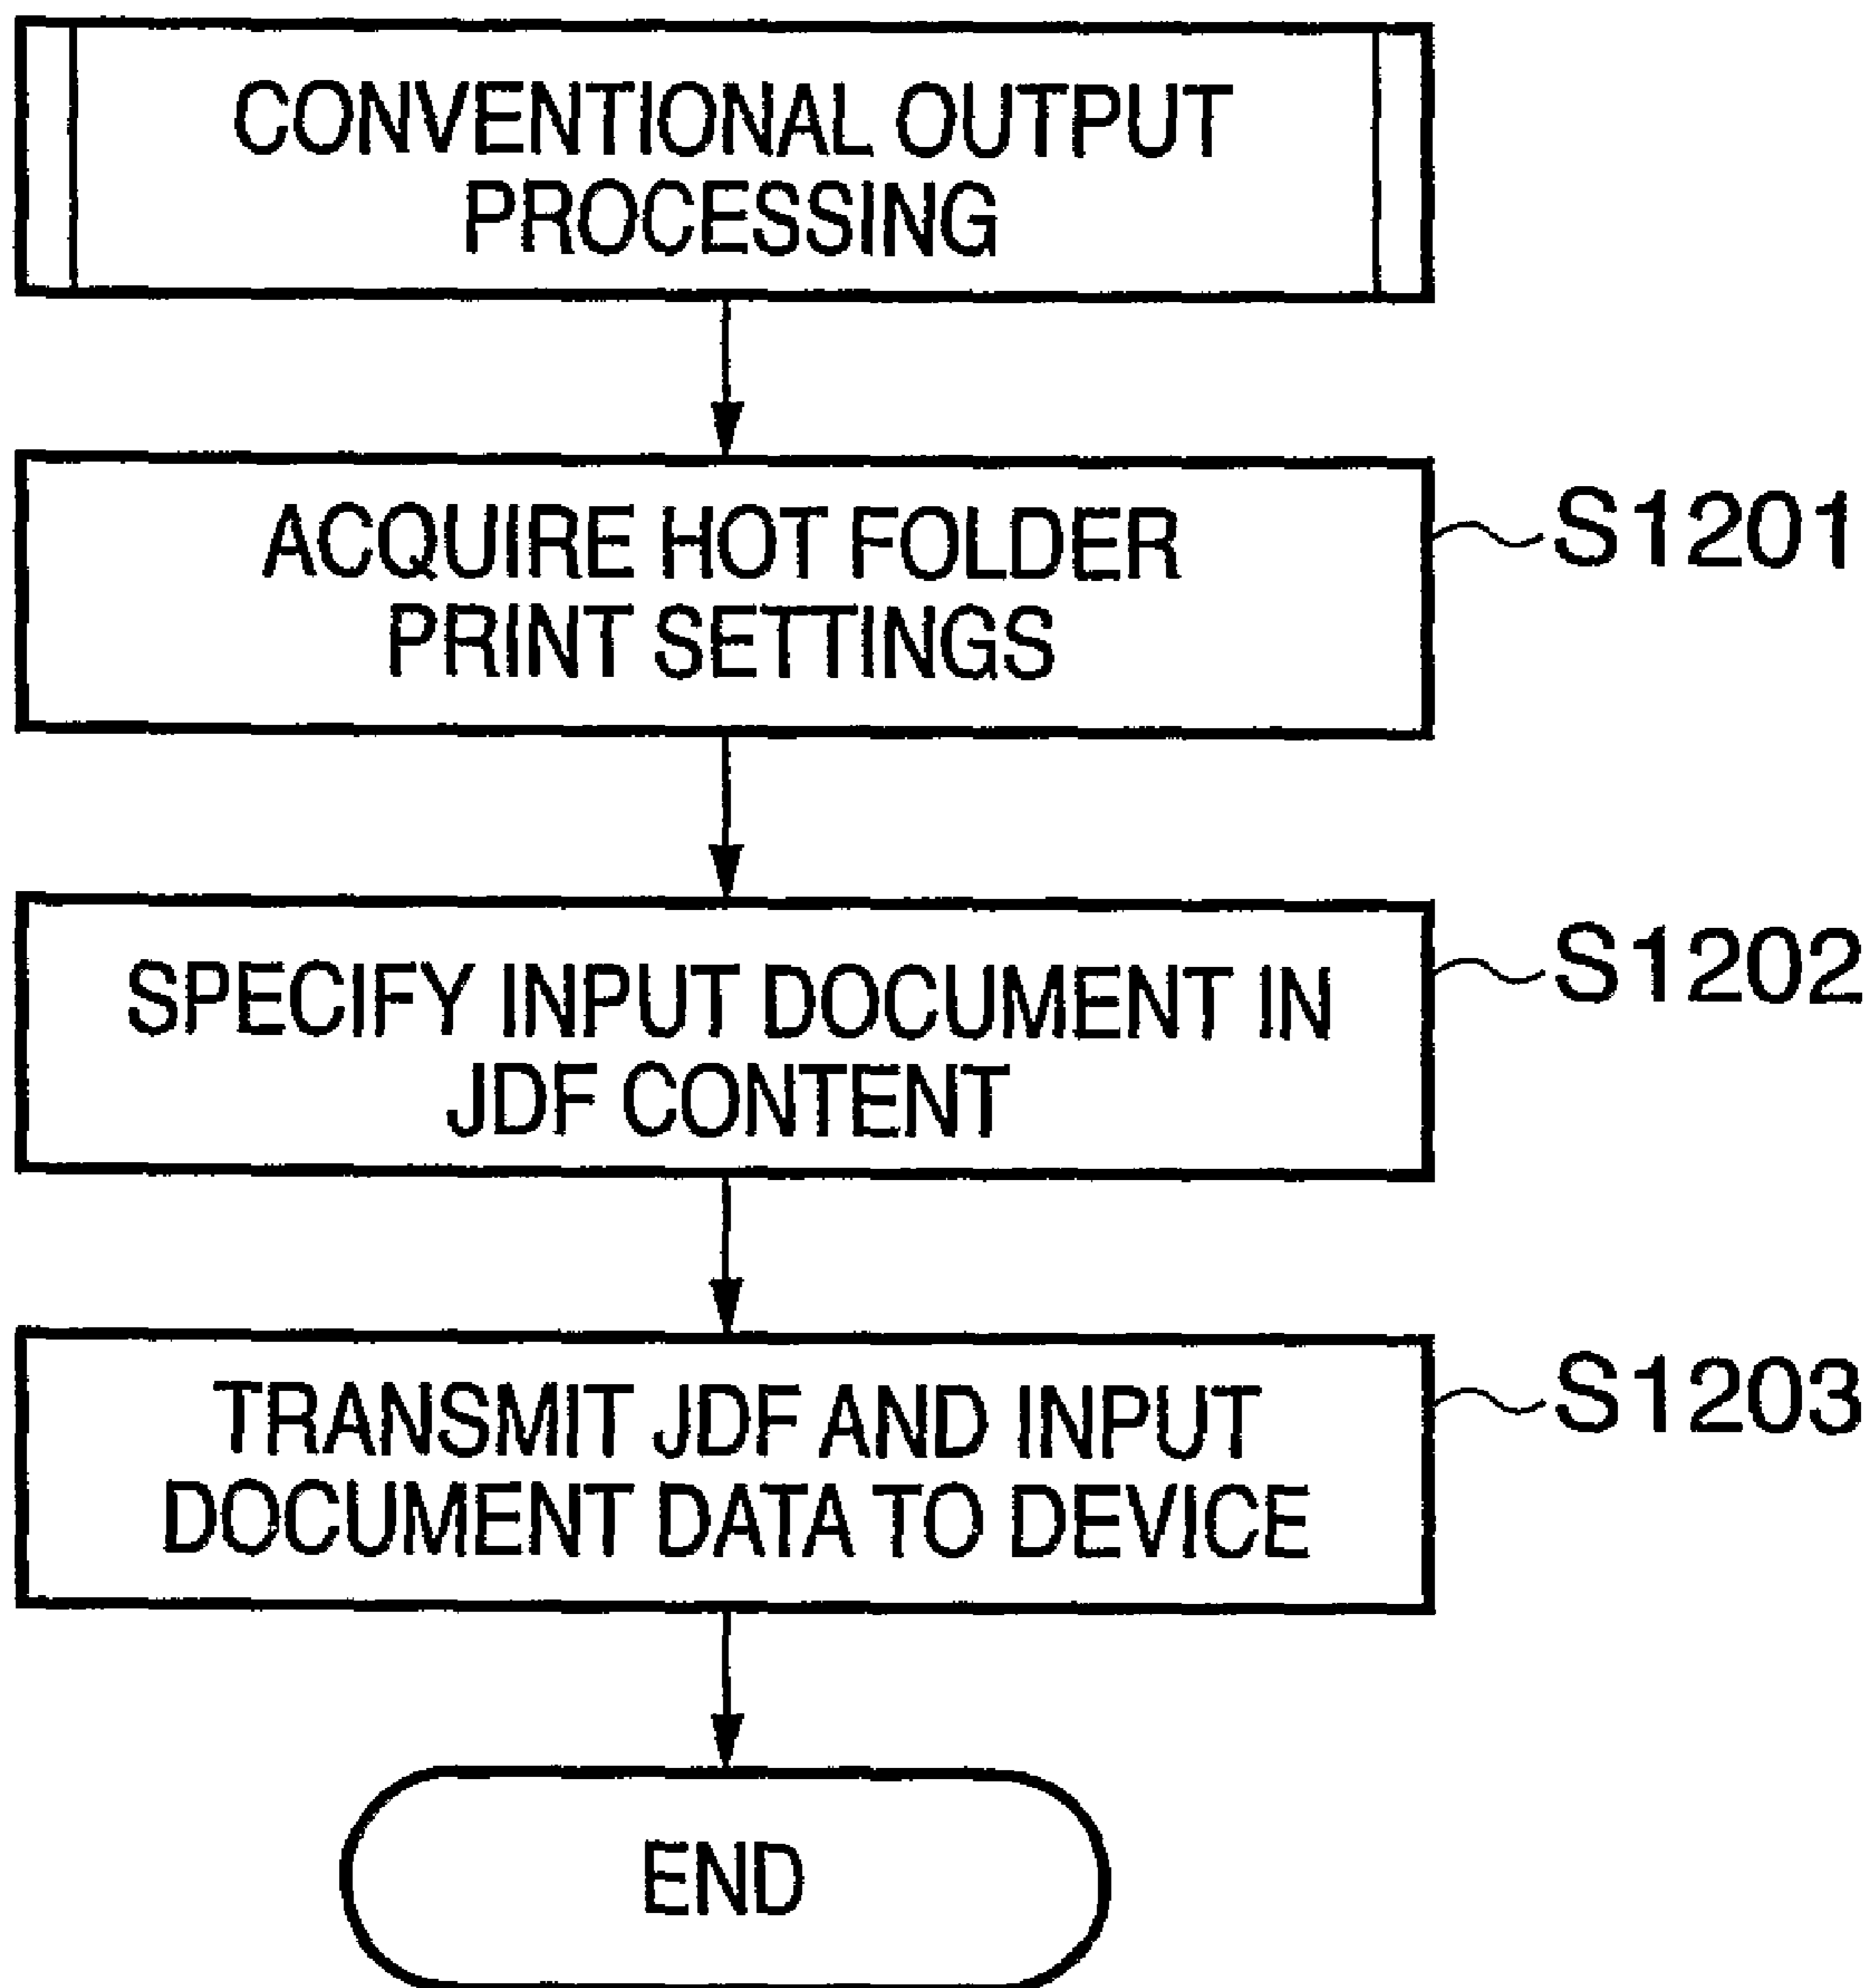 CONVENTIONAL OUTPUT
PROCESSING
ACQUIRE HOT FOLDER
PRINT SETTINGS
S1201
SPECIFY INPUT DOCUMENT IN
JDF CONTENT
S1202
TRANSMIT JDF AND INPUT
DOCUMENT DATA TO DEVICE
S1203
END